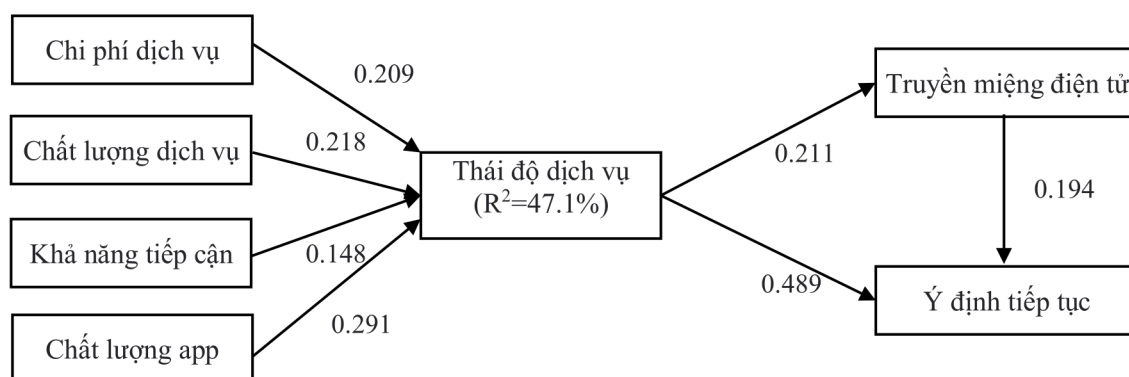 Chi phí dịch vụ
0.209
Chất lượng dịch vụ
0.218
Khả năng tiếp cận
0.148
Chất lượng app
0.291
Thái độ dịch vụ
(R²=47.1%)
Truyền miệng điện tử
0.211
0.194
0.489
Ý định tiếp tục